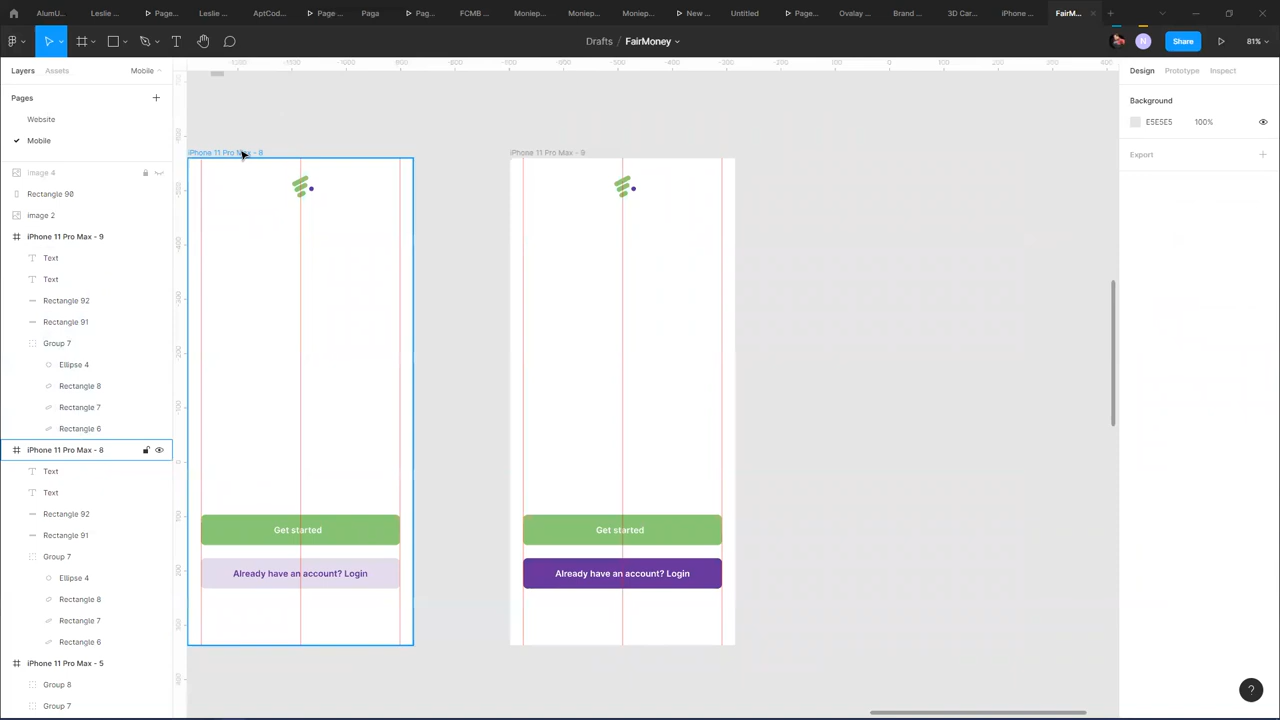 AlumU... Leslie ... Page... Leslie ... AptCod... Page ... Paga Pag... FCMB ... Moniep... Moniep... Moniep... New ... Untitled Page... Ovalay ... Brand ... 3D Car... iPhone ... FairM...
Drafts / FairMoney N Share 81%
Layers Assets Mobile
Design Prototype Inspect
Pages
Website
Mobile
image 4
Rectangle 90
image 2
iPhone 11 Pro Max - 9
Text
Text
Rectangle 92
Rectangle 91
Group 7
Ellipse 4
Rectangle 8
Rectangle 7
Rectangle 6
iPhone 11 Pro Max - 8
Text
Text
Rectangle 92
Rectangle 91
Group 7
Ellipse 4
Rectangle 8
Rectangle 7
Rectangle 6
iPhone 11 Pro Max - 5
Group 8
Group 7
iPhone 11 Pro Max - 8
iPhone 11 Pro Max - 9
Get started
Already have an account? Login
Get started
Already have an account? Login
Background
E5E5E5 100%
Export
?